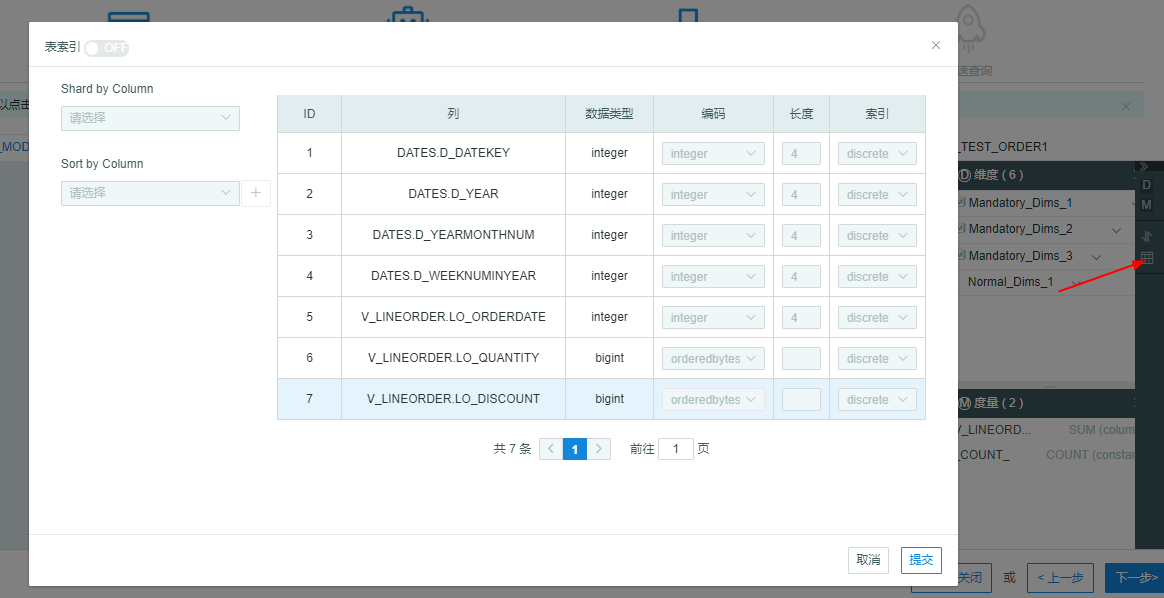 表索引 OFF
速查询
以点击
_MOD
Shard by Column
请选择
Sort by Column
请选择
ID 列 数据类型 编码 长度 索引
1 DATES.D_DATEKEY integer integer 4 discrete
2 DATES.D_YEAR integer integer 4 discrete
3 DATES.D_YEARMONTHNUM integer integer 4 discrete
4 DATES.D_WEEKNUMINYEAR integer integer 4 discrete
5 V_LINEORDER.LO_ORDERDATE integer integer 4 discrete
6 V_LINEORDER.LO_QUANTITY bigint orderedbytes discrete
7 V_LINEORDER.LO_DISCOUNT bigint orderedbytes discrete
共 7 条 < 1 > 前往 1 页
取消 提交
_TEST_ORDER1
D 维度 ( 6 )
Mandatory_Dims_1
Mandatory_Dims_2
Mandatory_Dims_3
Normal_Dims_1
D
M
M 度量 ( 2 )
V_LINEORD... SUM (colum
_COUNT_ COUNT (constan
关闭 或 < 上一步 下一步>